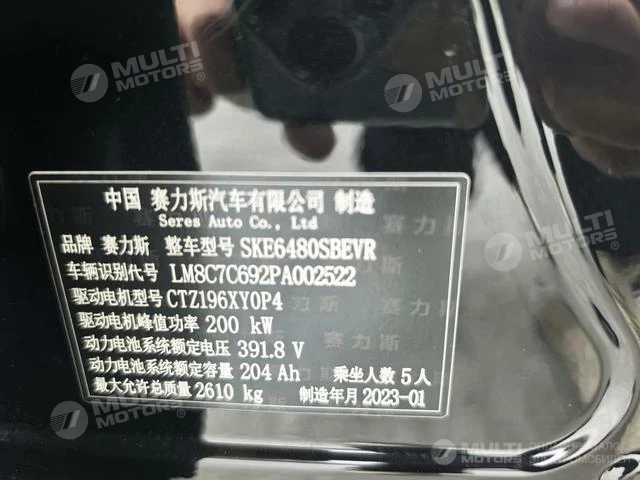 MULTI MOTORS®
MULTI MOTORS
中国 赛力斯汽车有限公司 制造
Seres Auto Co., Ltd
品牌 赛力斯 整车型号 SKE6480SBEVR
车辆识别代号 LM8C7C692PA002522
驱动电机型号 CTZ196XY0P4
驱动电机峰值功率 200 kW
动力电池系统额定电压 391.8 V
动力电池系统额定容量 204 Ah 乘坐人数 5 人
最大允许总质量 2610 kg 制造年月 2023-01
MULTI MOTORS
MULTI MOTORS
ОНЛАЙН-КАТАЛОГ
ЭЛЕКТРОМОБИЛЕЙ